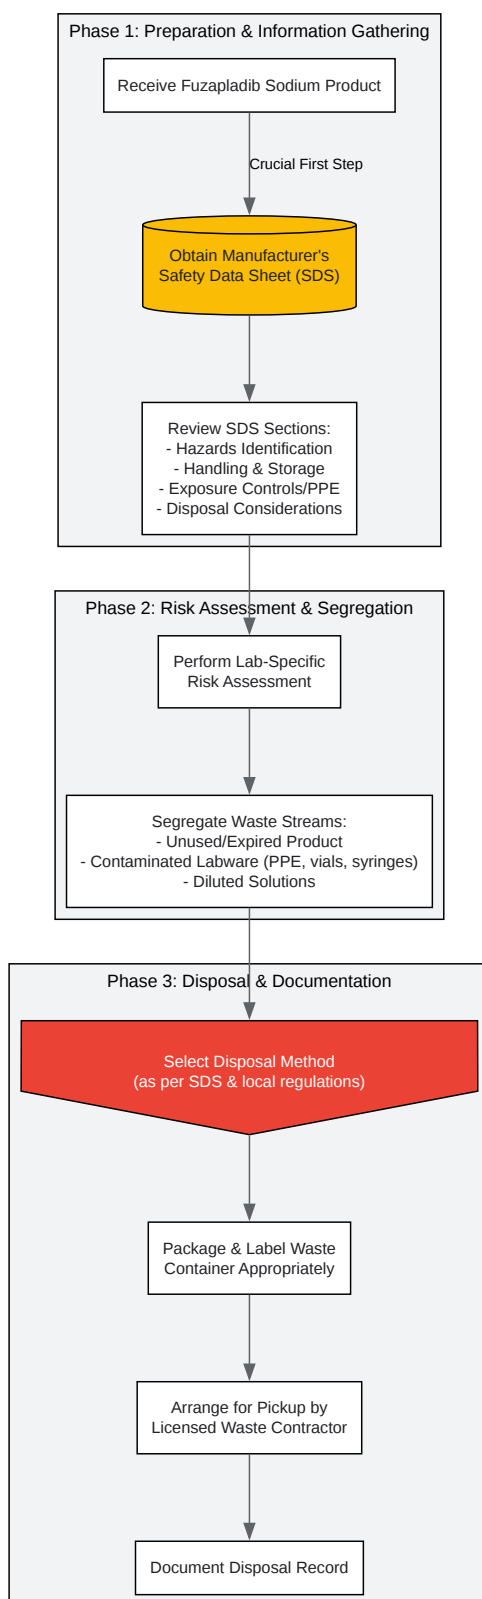 Phase 1: Preparation & Information Gathering
Receive Fuzapladib Sodium Product
Crucial First Step
Obtain Manufacturer's
Safety Data Sheet (SDS)
Review SDS Sections:
- Hazards Identification
- Handling & Storage
- Exposure Controls/PPE
- Disposal Considerations
Phase 2: Risk Assessment & Segregation
Perform Lab-Specific
Risk Assessment
Segregate Waste Streams:
- Unused/Expired Product
- Contaminated Labware (PPE, vials, syringes)
- Diluted Solutions
Phase 3: Disposal & Documentation
Select Disposal Method
(as per SDS & local regulations)
Package & Label Waste
Container Appropriately
Arrange for Pickup by
Licensed Waste Contractor
Document Disposal Record